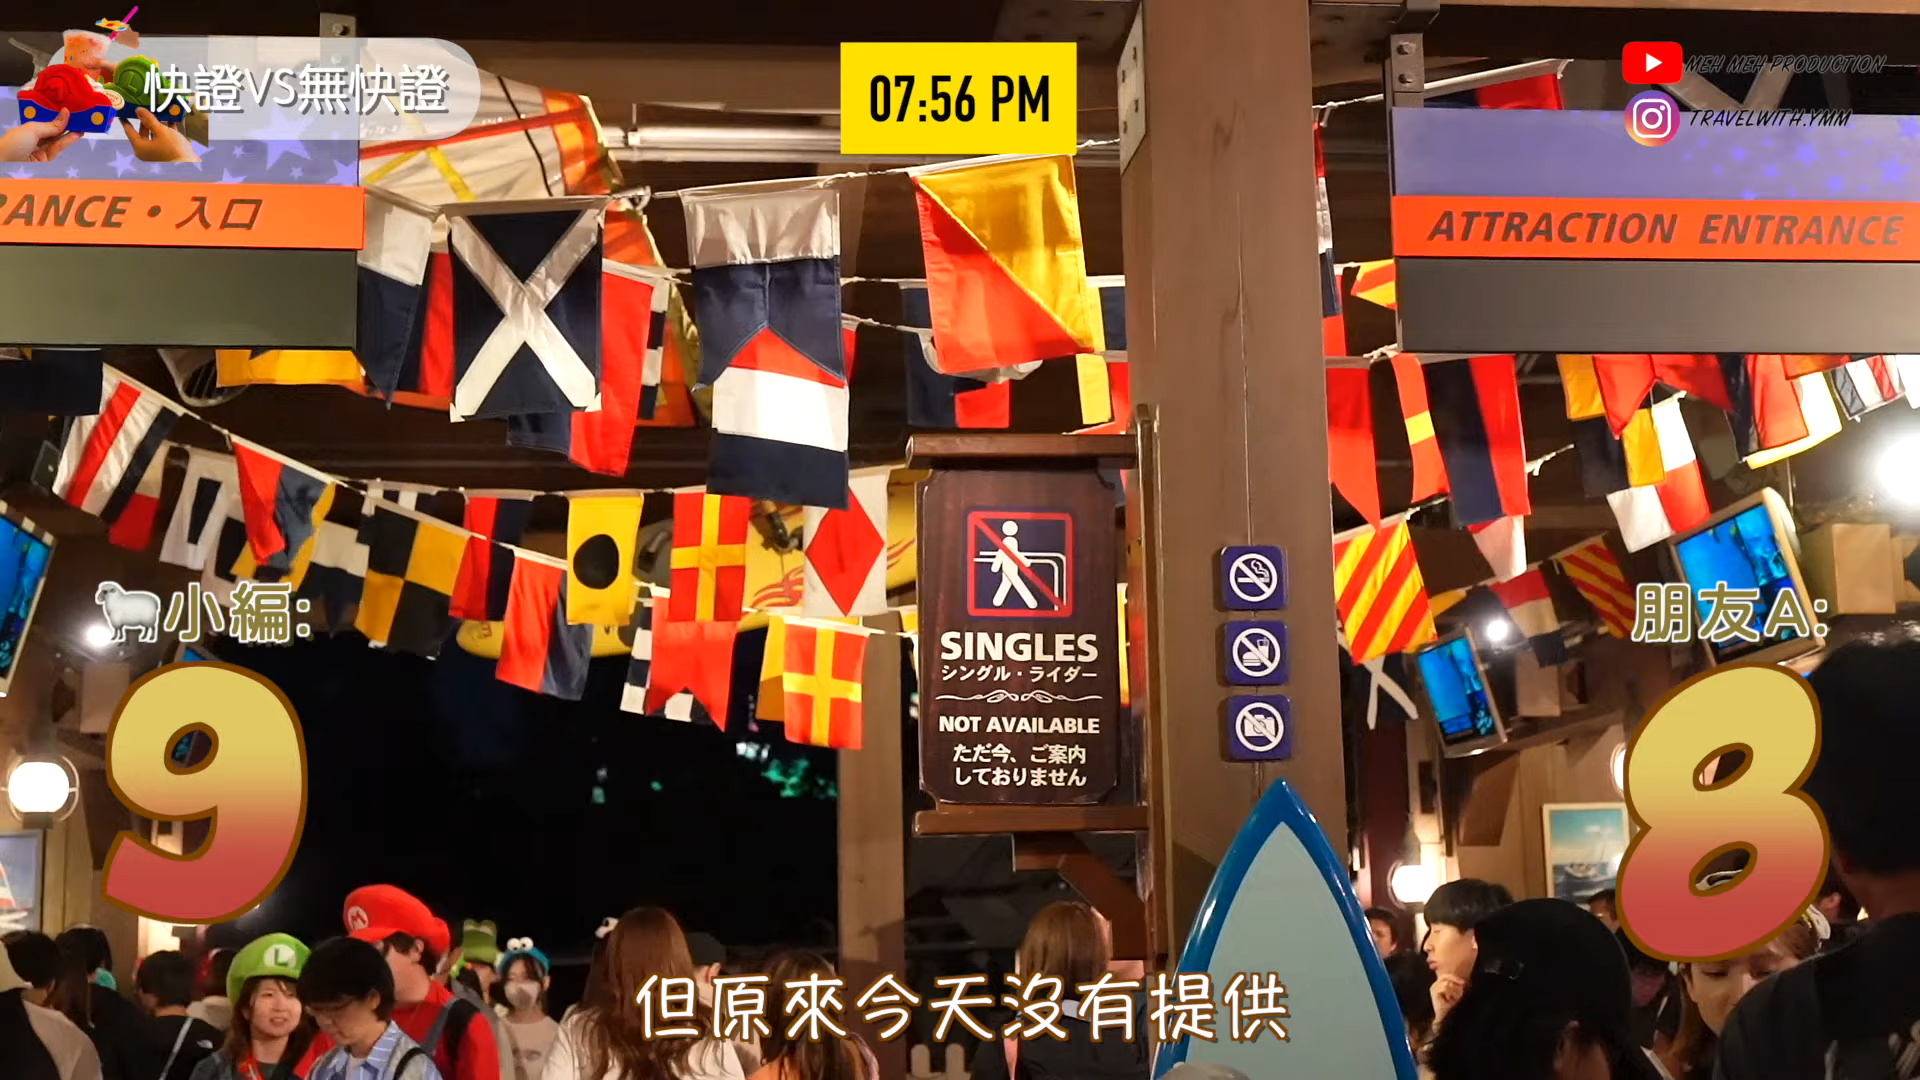 快證VS無快證
07:56 PM
MEH MEH PRODUCTION
TRAVELWITH.YMM
RANCE・入口
ATTRACTION ENTRANCE
SINGLES
シングル・ライダー
NOT AVAILABLE
ただ今、ご案内
しておりません
小編:
9
朋友A:
8
M
L
但原來今天沒有提供